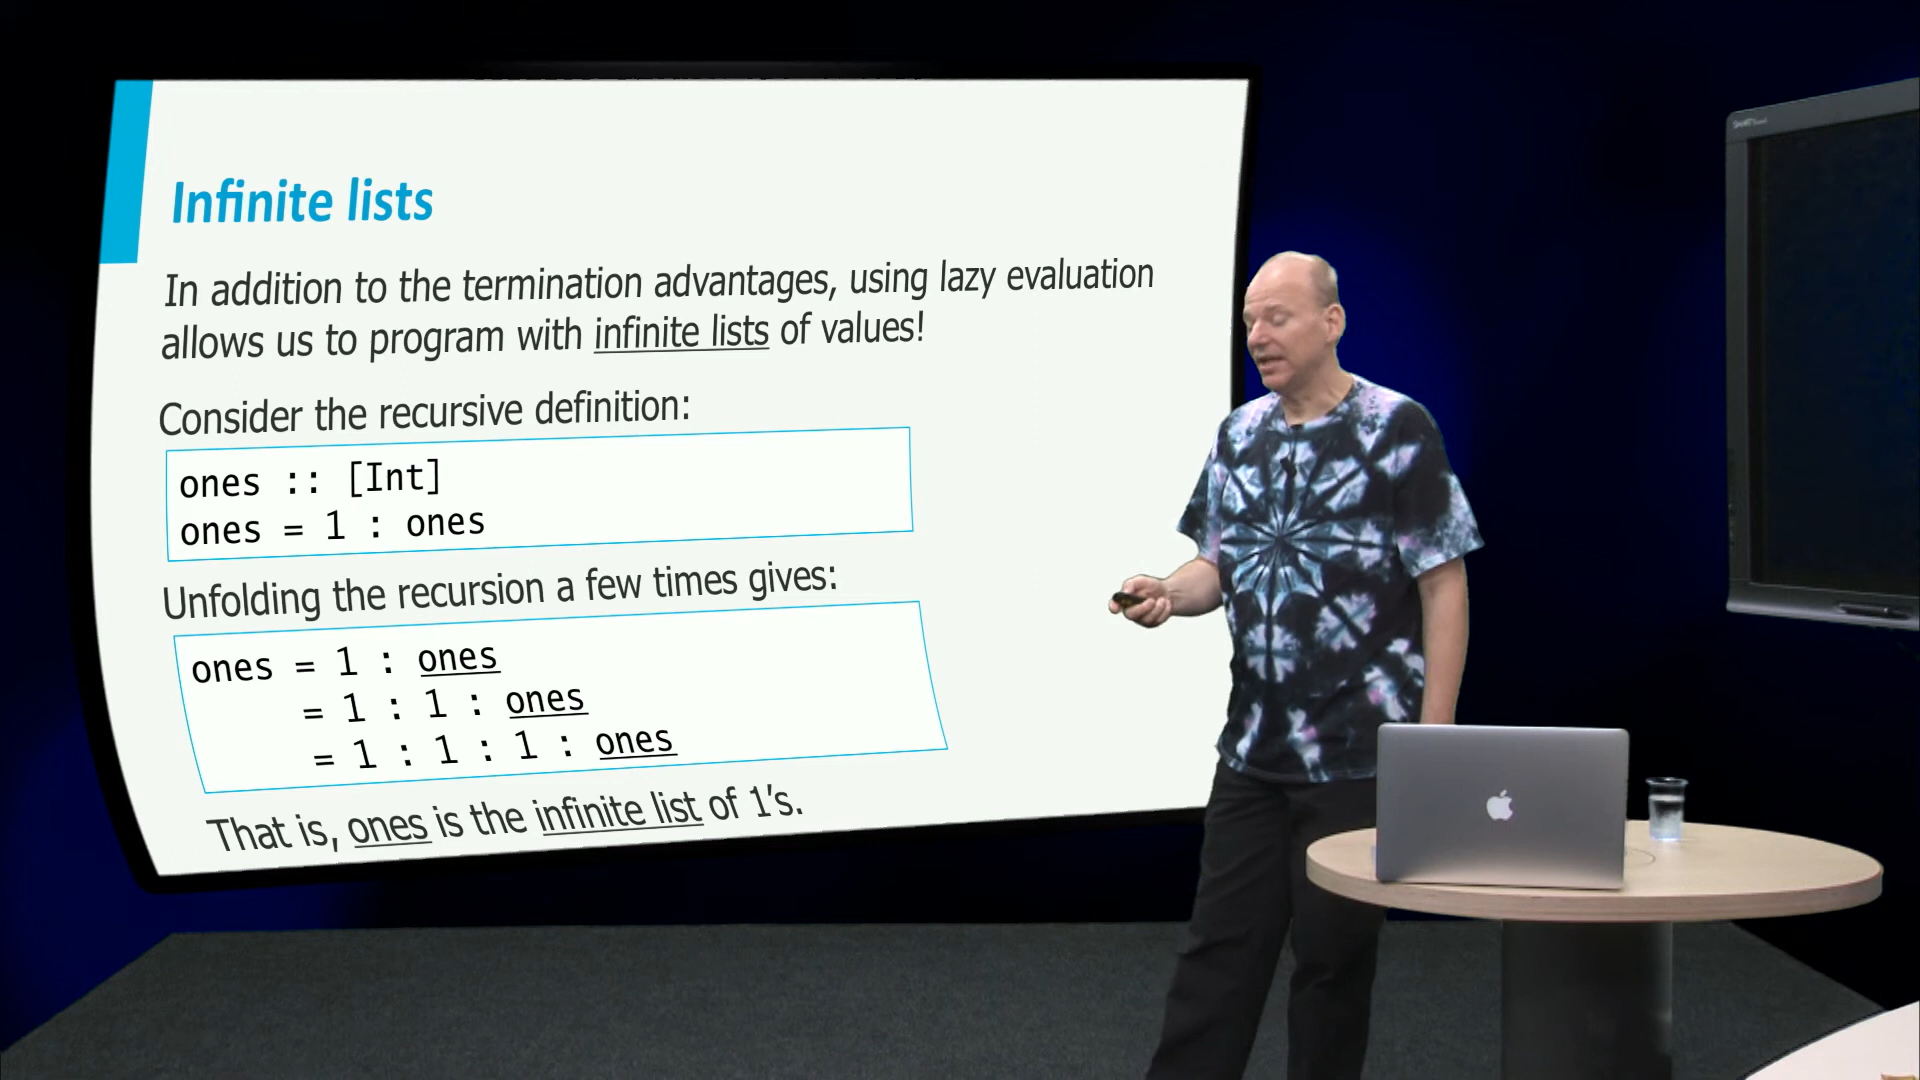 Infinite lists
In addition to the termination advantages, using lazy evaluation
allows us to program with infinite lists of values!
Consider the recursive definition:
ones :: [Int]
ones = 1 : ones
Unfolding the recursion a few times gives:
ones = 1 : ones
= 1 : 1 : ones
= 1 : 1 : 1 : ones
That is, ones is the infinite list of 1's.